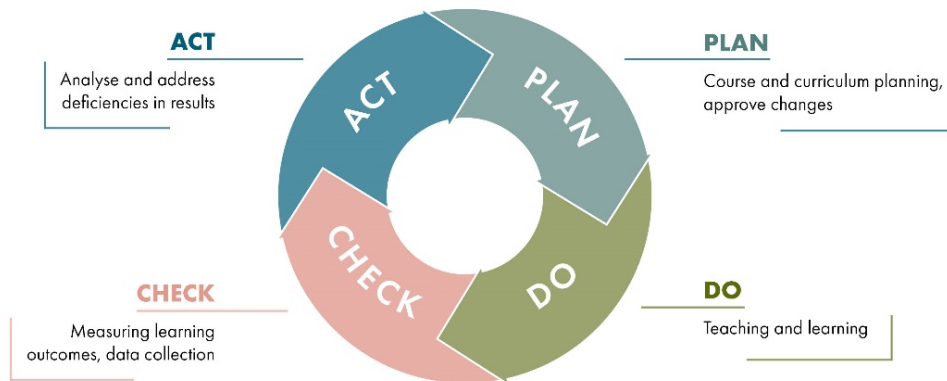 ACT
Analyse and address
deficiencies in results
PLAN
Course and curriculum planning,
approve changes
ACT
PLAN
CHECK
DO
CHECK
Measuring learning
outcomes, data collection
DO
Teaching and learning